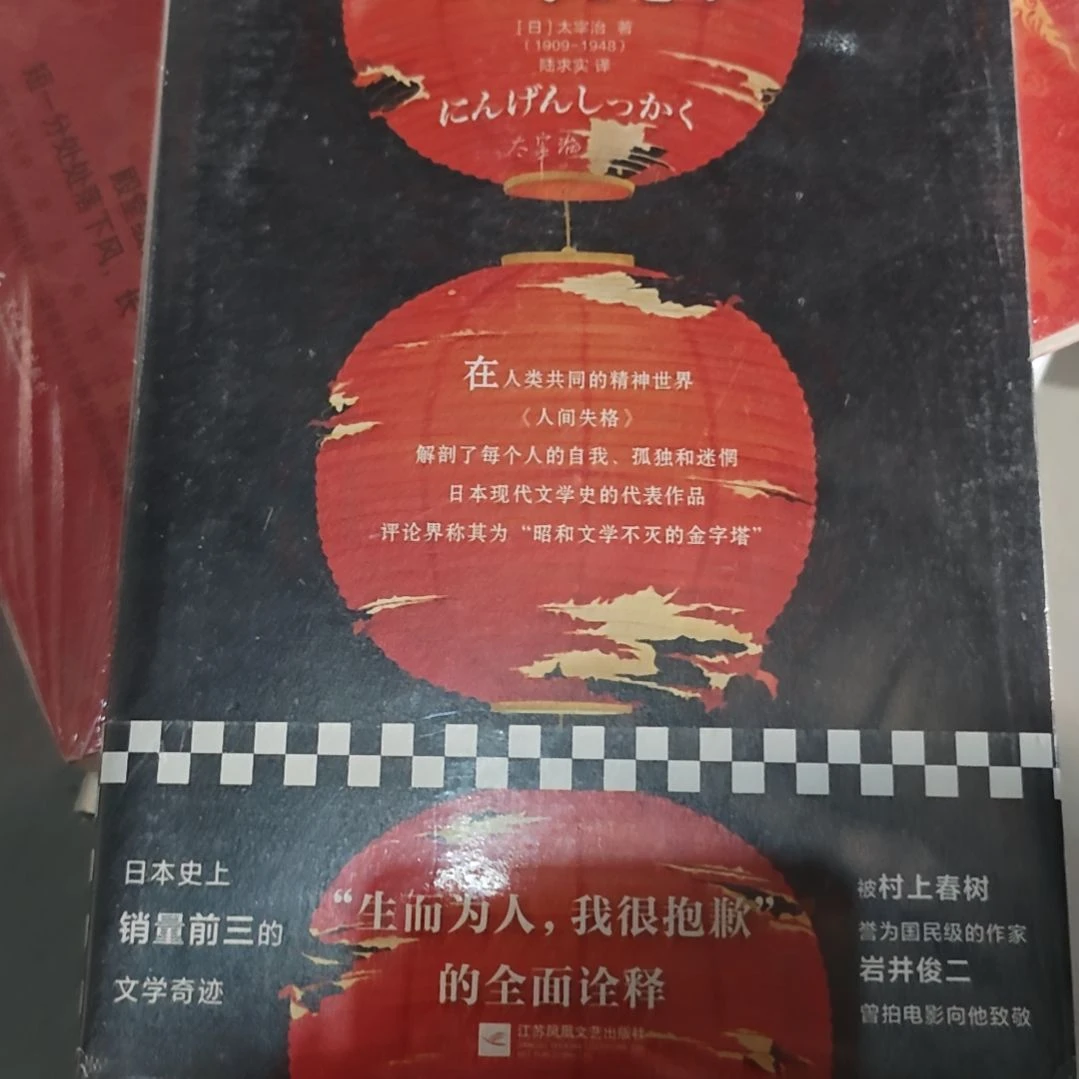 [日]太宰治 著
(1909-1948)
陆求实 译
にんげんしっかく
太宰治
在人类共同的精神世界
《人间失格》
解剖了每个人的自我、孤独和迷惘
日本现代文学史的代表作品
评论界称其为“昭和文学不灭的金字塔”
日本史上
销量前三的
文学奇迹
“生而为人，我很抱歉”
的全面诠释
被村上春树
誉为国民级的作家
岩井俊二
曾拍电影向他致敬
江苏凤凰文艺出版社